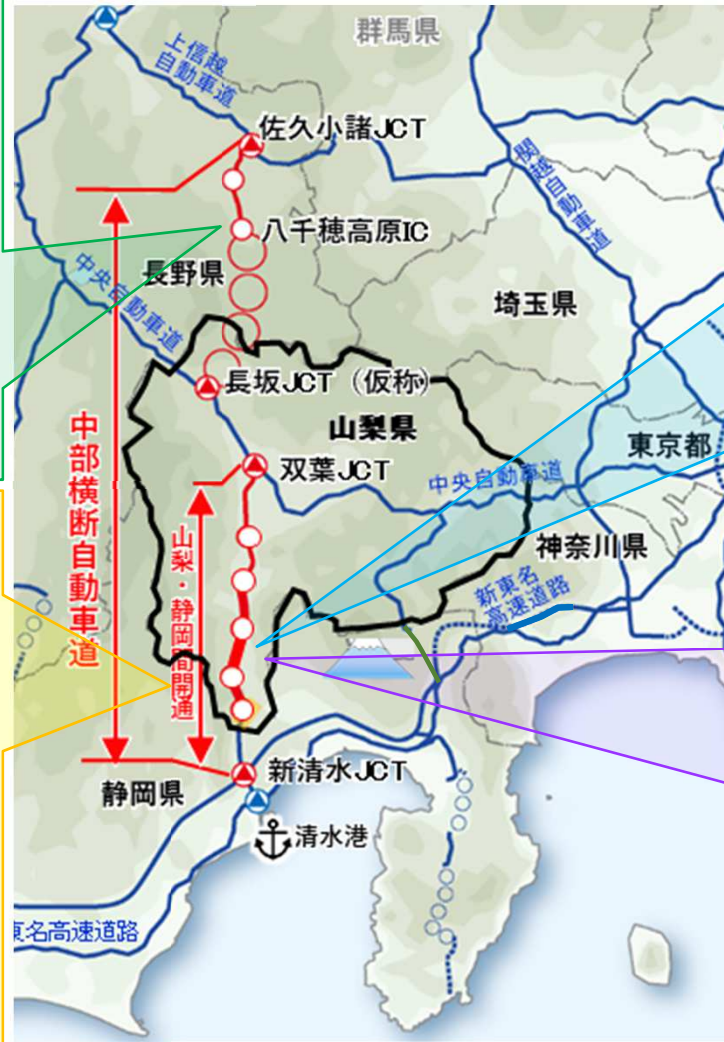 群馬県
上信越
自動車道
佐久小諸JCT
関越自動車道
八千穂高原IC
長野県
中央自動車道
埼玉県
長坂JCT（仮称）
山梨県
中部横断自動車道
双葉JCT
東京都
中央自動車道
山梨・静岡間開通
神奈川県
新東名
高速道路
新清水JCT
静岡県
清水港
東名高速道路